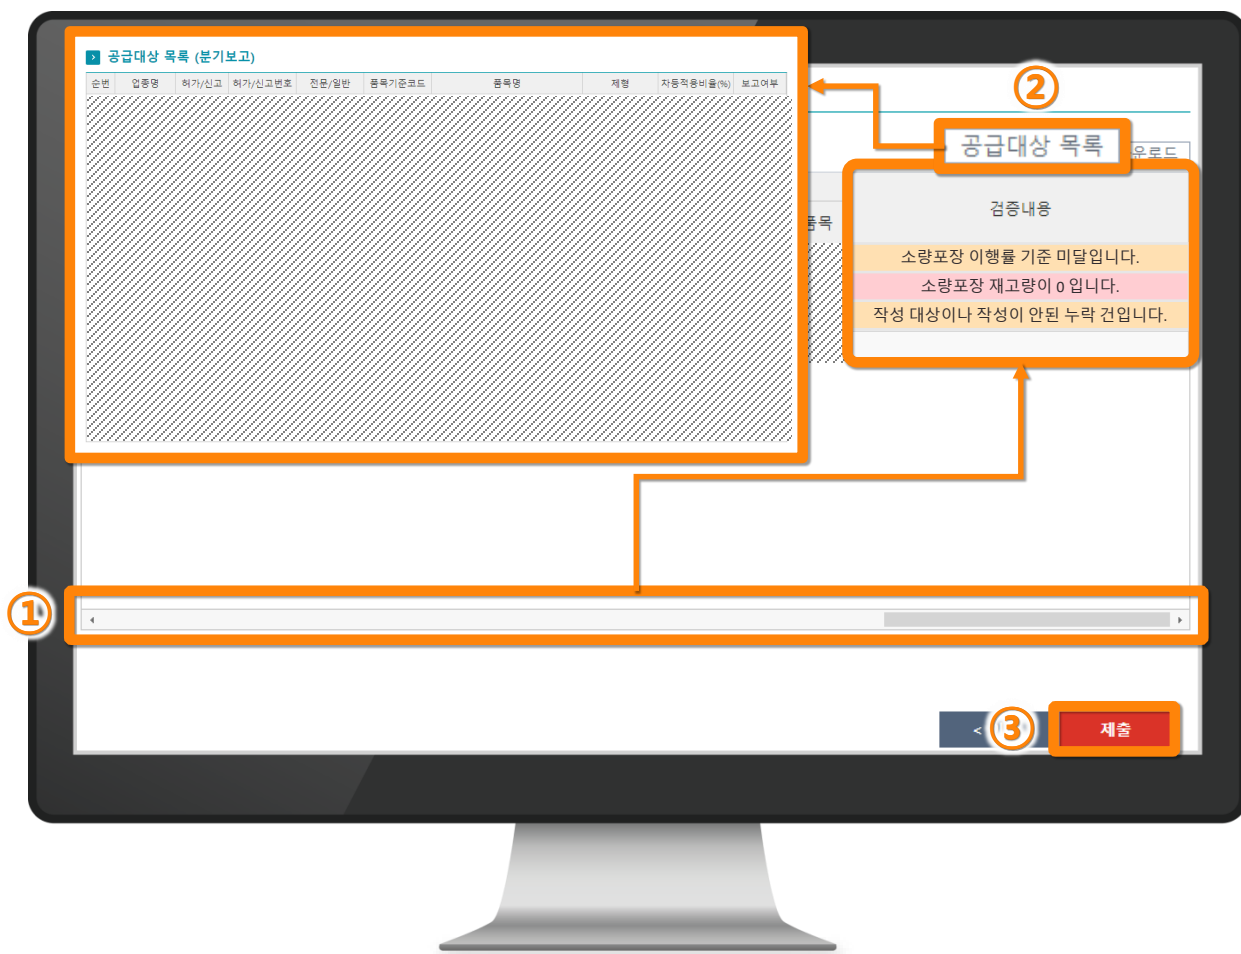 공급대상 목록 (분기보고)
순번 업종명 허가/신고 허가/신고번호 전문/일반 품목기준코드 품목명 제형 차등적용비율(%) 보고여부
②
공급대상 목록
운로드
검증내용
품목
소량포장 이행률 기준 미달입니다.
소량포장 재고량이 0 입니다.
작성 대상이나 작성이 안된 누락 건입니다.
①
<
③
제출